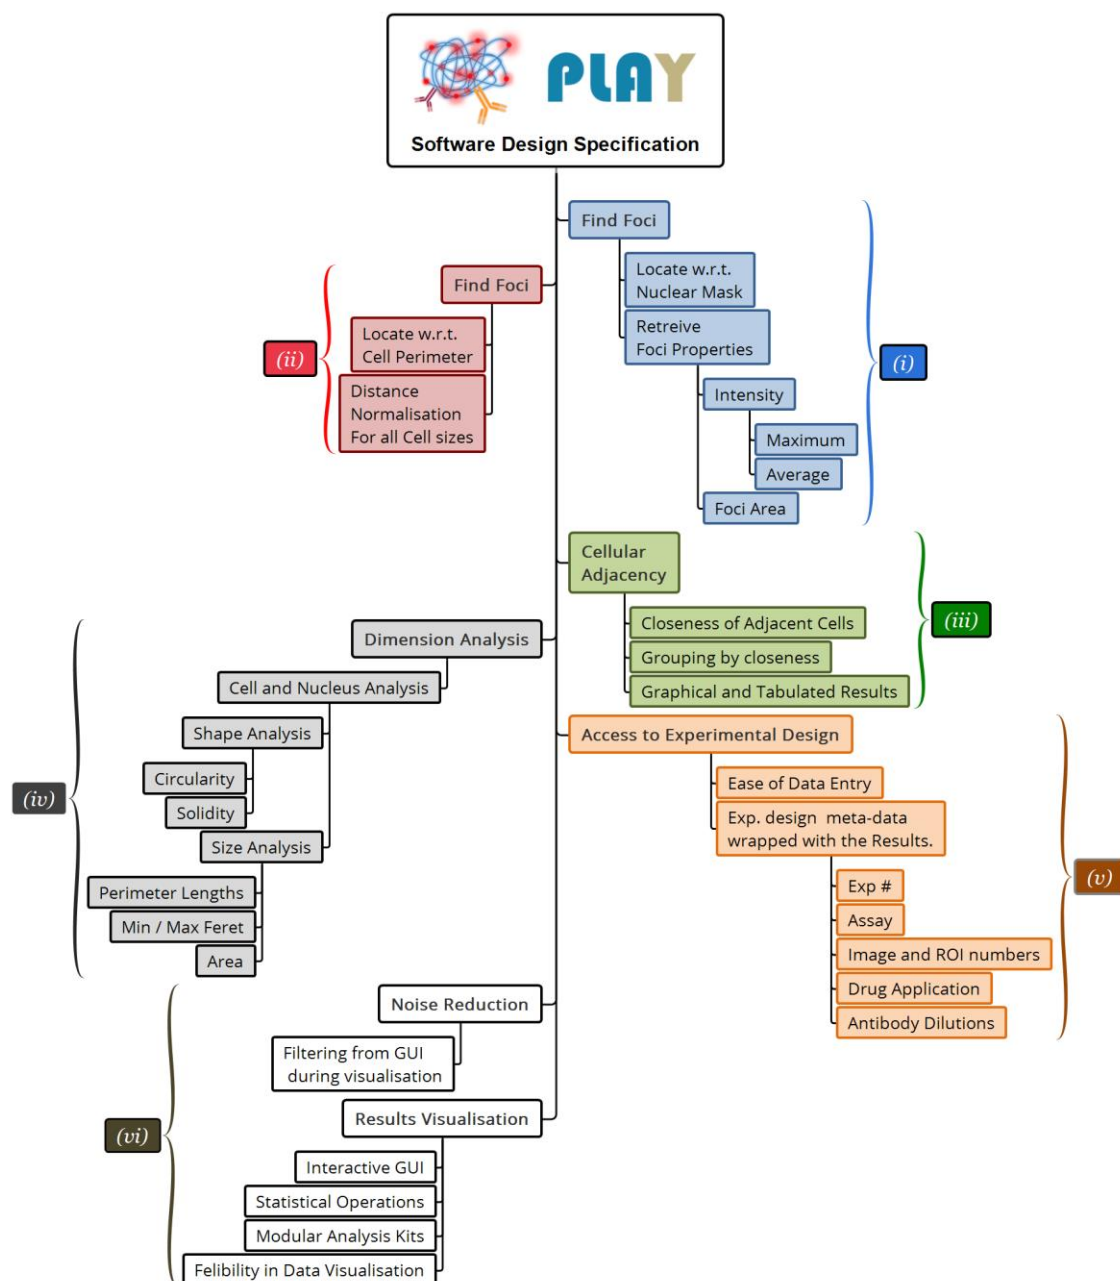 PLAY
Software Design Specification
Find Foci
Locate w.r.t.
Nuclear Mask
Retreive
Foci Properties
Intensity
Maximum
Average
Foci Area
(i)
Find Foci
Locate w.r.t.
Cell Perimeter
Distance
Normalisation
For all Cell sizes
(ii)
Cellular
Adjacency
Closeness of Adjacent Cells
Grouping by closeness
Graphical and Tabulated Results
(iii)
Dimension Analysis
Cell and Nucleus Analysis
Shape Analysis
Circularity
Solidity
Size Analysis
Perimeter Lengths
Min / Max Feret
Area
(iv)
Access to Experimental Design
Ease of Data Entry
Exp. design meta-data
wrapped with the Results.
Exp #
Assay
Image and ROI numbers
Drug Application
Antibody Dilutions
(v)
Noise Reduction
Filtering from GUI
during visualisation
Results Visualisation
Interactive GUI
Statistical Operations
Modular Analysis Kits
Felibility in Data Visualisation
(vi)